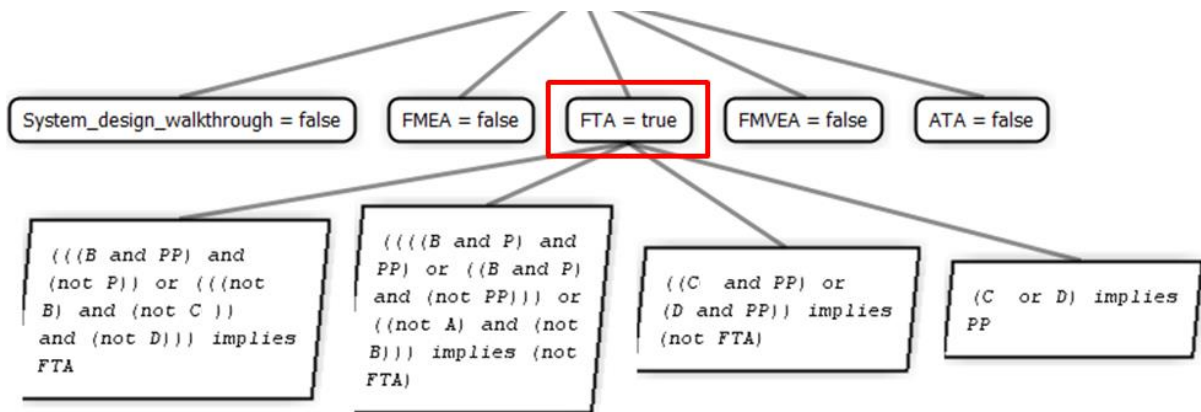 System_design_walkthrough = false
FMEA = false
FTA = true
FMVEA = false
ATA = false
(((B and PP) and
(not P)) or (((not
B) and (not C ))
and (not D))) implies
FTA
((((B and P) and
PP) or ((B and P)
and (not PP))) or
((not A) and (not
B))) implies (not
FTA)
((C  and PP) or
(D and PP)) implies
(not FTA)
(C  or D) implies
PP